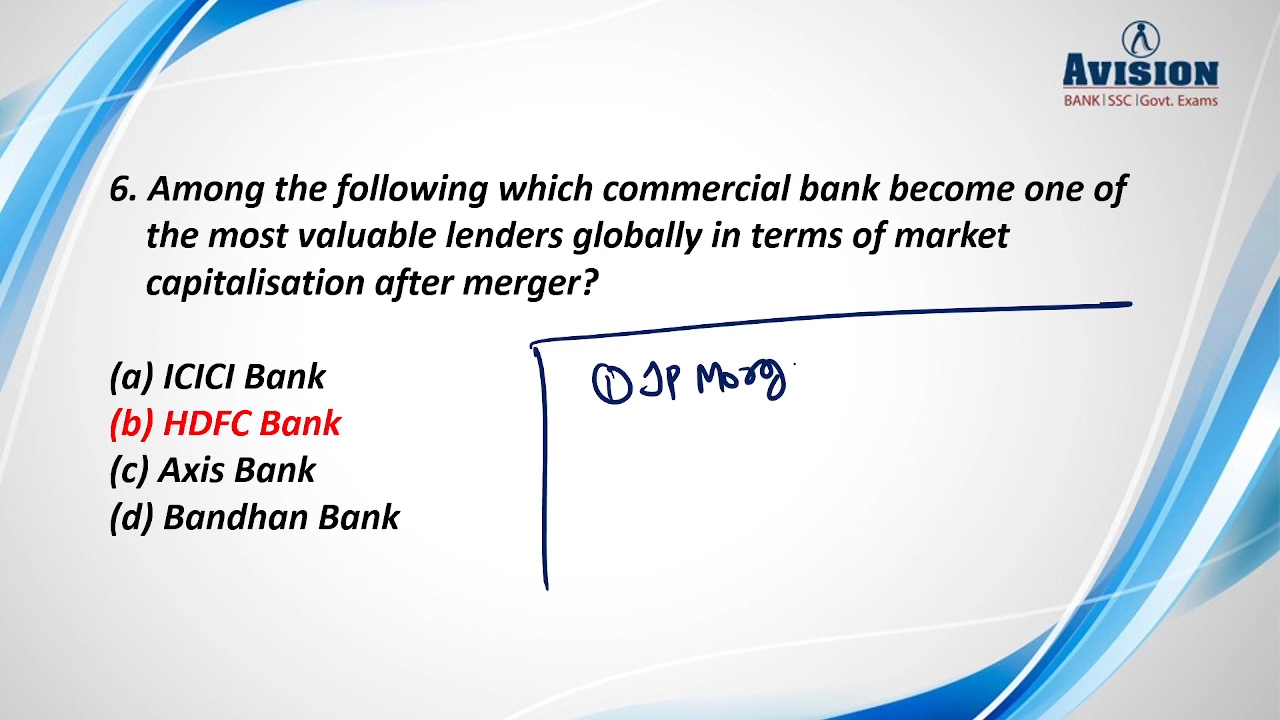 AVISION
BANK|SSC|Govt. Exams
6. Among the following which commercial bank become one of
the most valuable lenders globally in terms of market
capitalisation after merger?
(a) ICICI Bank
(b) HDFC Bank
(c) Axis Bank
(d) Bandhan Bank
① JP Morg